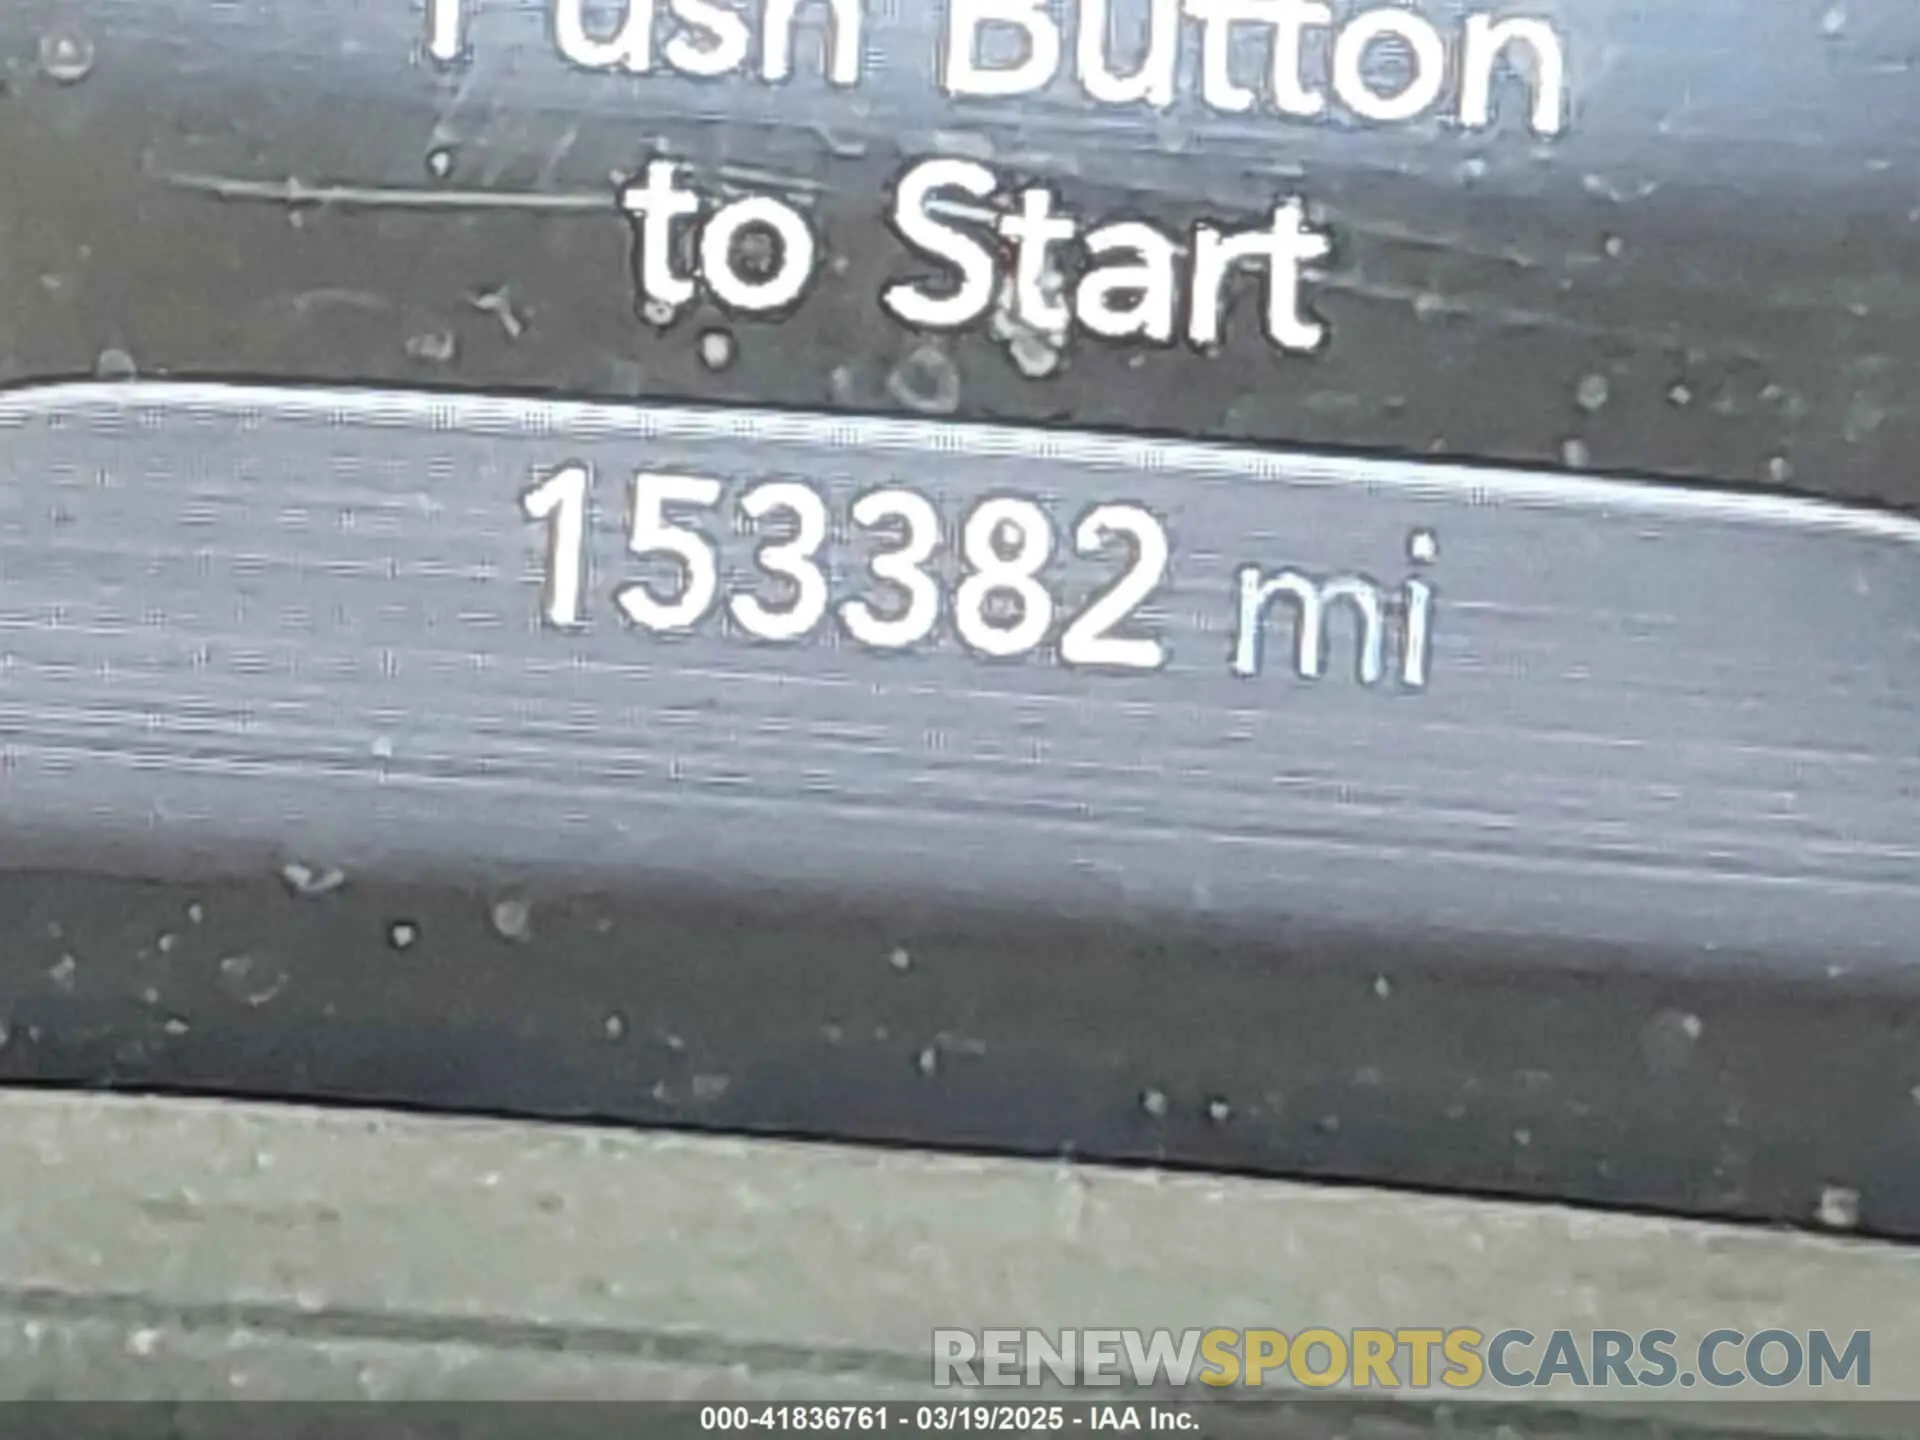 Push Button
to Start
153382 mi
RENEWSPORTSCARS.COM
000-41836761 - 03/19/2025 - IAA Inc.